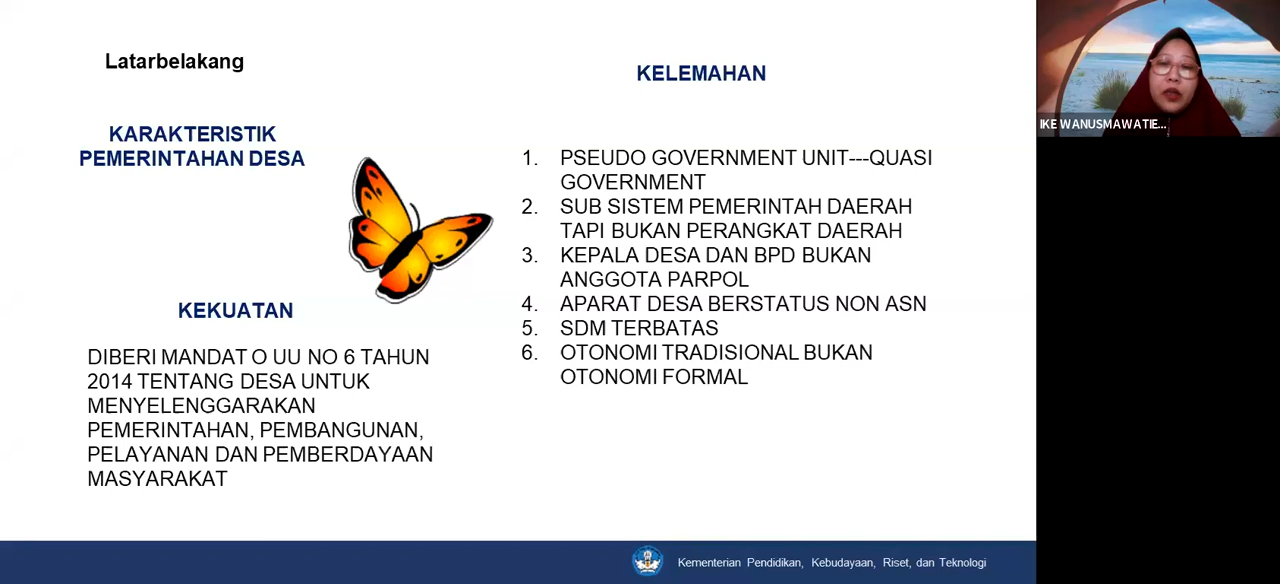 Latarbelakang
KARAKTERISTIK
PEMERINTAHAN DESA
KEKUATAN
DIBERI MANDAT O UU NO 6 TAHUN
2014 TENTANG DESA UNTUK
MENYELENGGARAKAN
PEMERINTAHAN, PEMBANGUNAN,
PELAYANAN DAN PEMBERDAYAAN
MASYARAKAT
KELEMAHAN
1. PSEUDO GOVERNMENT UNIT---QUASI
GOVERNMENT
2. SUB SISTEM PEMERINTAH DAERAH
TAPI BUKAN PERANGKAT DAERAH
3. KEPALA DESA DAN BPD BUKAN
ANGGOTA PARPOL
4. APARAT DESA BERSTATUS NON ASN
5. SDM TERBATAS
6. OTONOMI TRADISIONAL BUKAN
OTONOMI FORMAL
Kementerian Pendidikan, Kebudayaan, Riset, dan Teknologi
IKE WANUSMAWATIE...